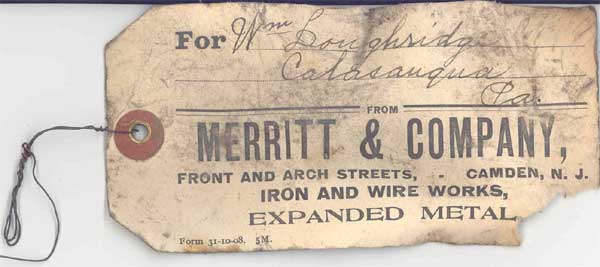 For Wm Loughridge
Catasauqua
Pa.
FROM
MERRITT & COMPANY,
FRONT AND ARCH STREETS, - CAMDEN, N. J.
IRON AND WIRE WORKS,
EXPANDED METAL
Form 31-10-08. 5M.